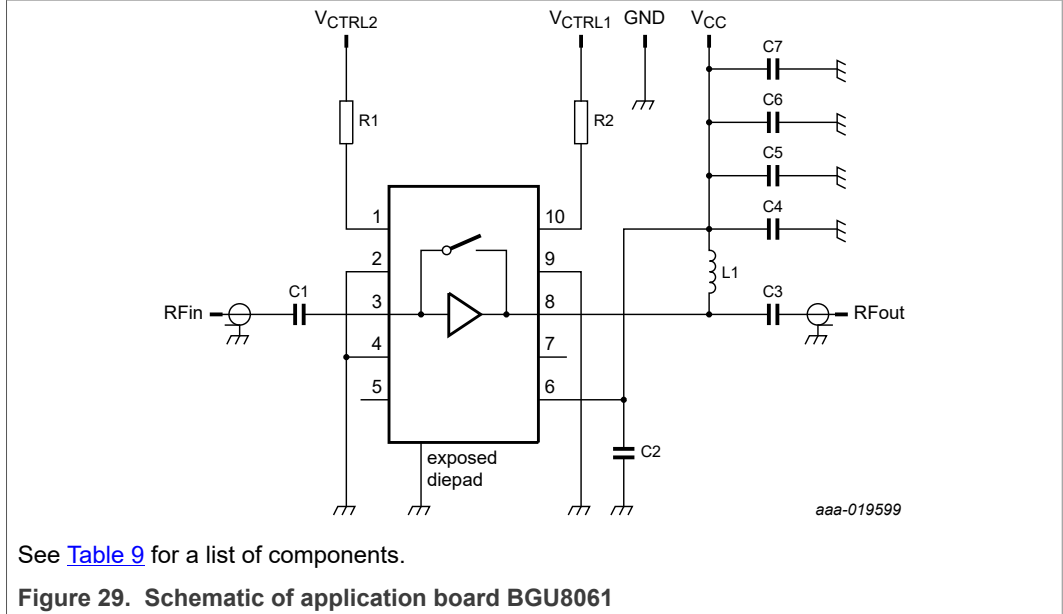 VCTRL2
VCTRL1
GND
VCC
C7
C6
C5
C4
R1
R2
1
10
2
9
L1
RFin
C1
3
8
C3
RFout
4
7
5
6
exposed
diepad
C2
aaa-019599
See Table 9 for a list of components.
Figure 29. Schematic of application board BGU8061